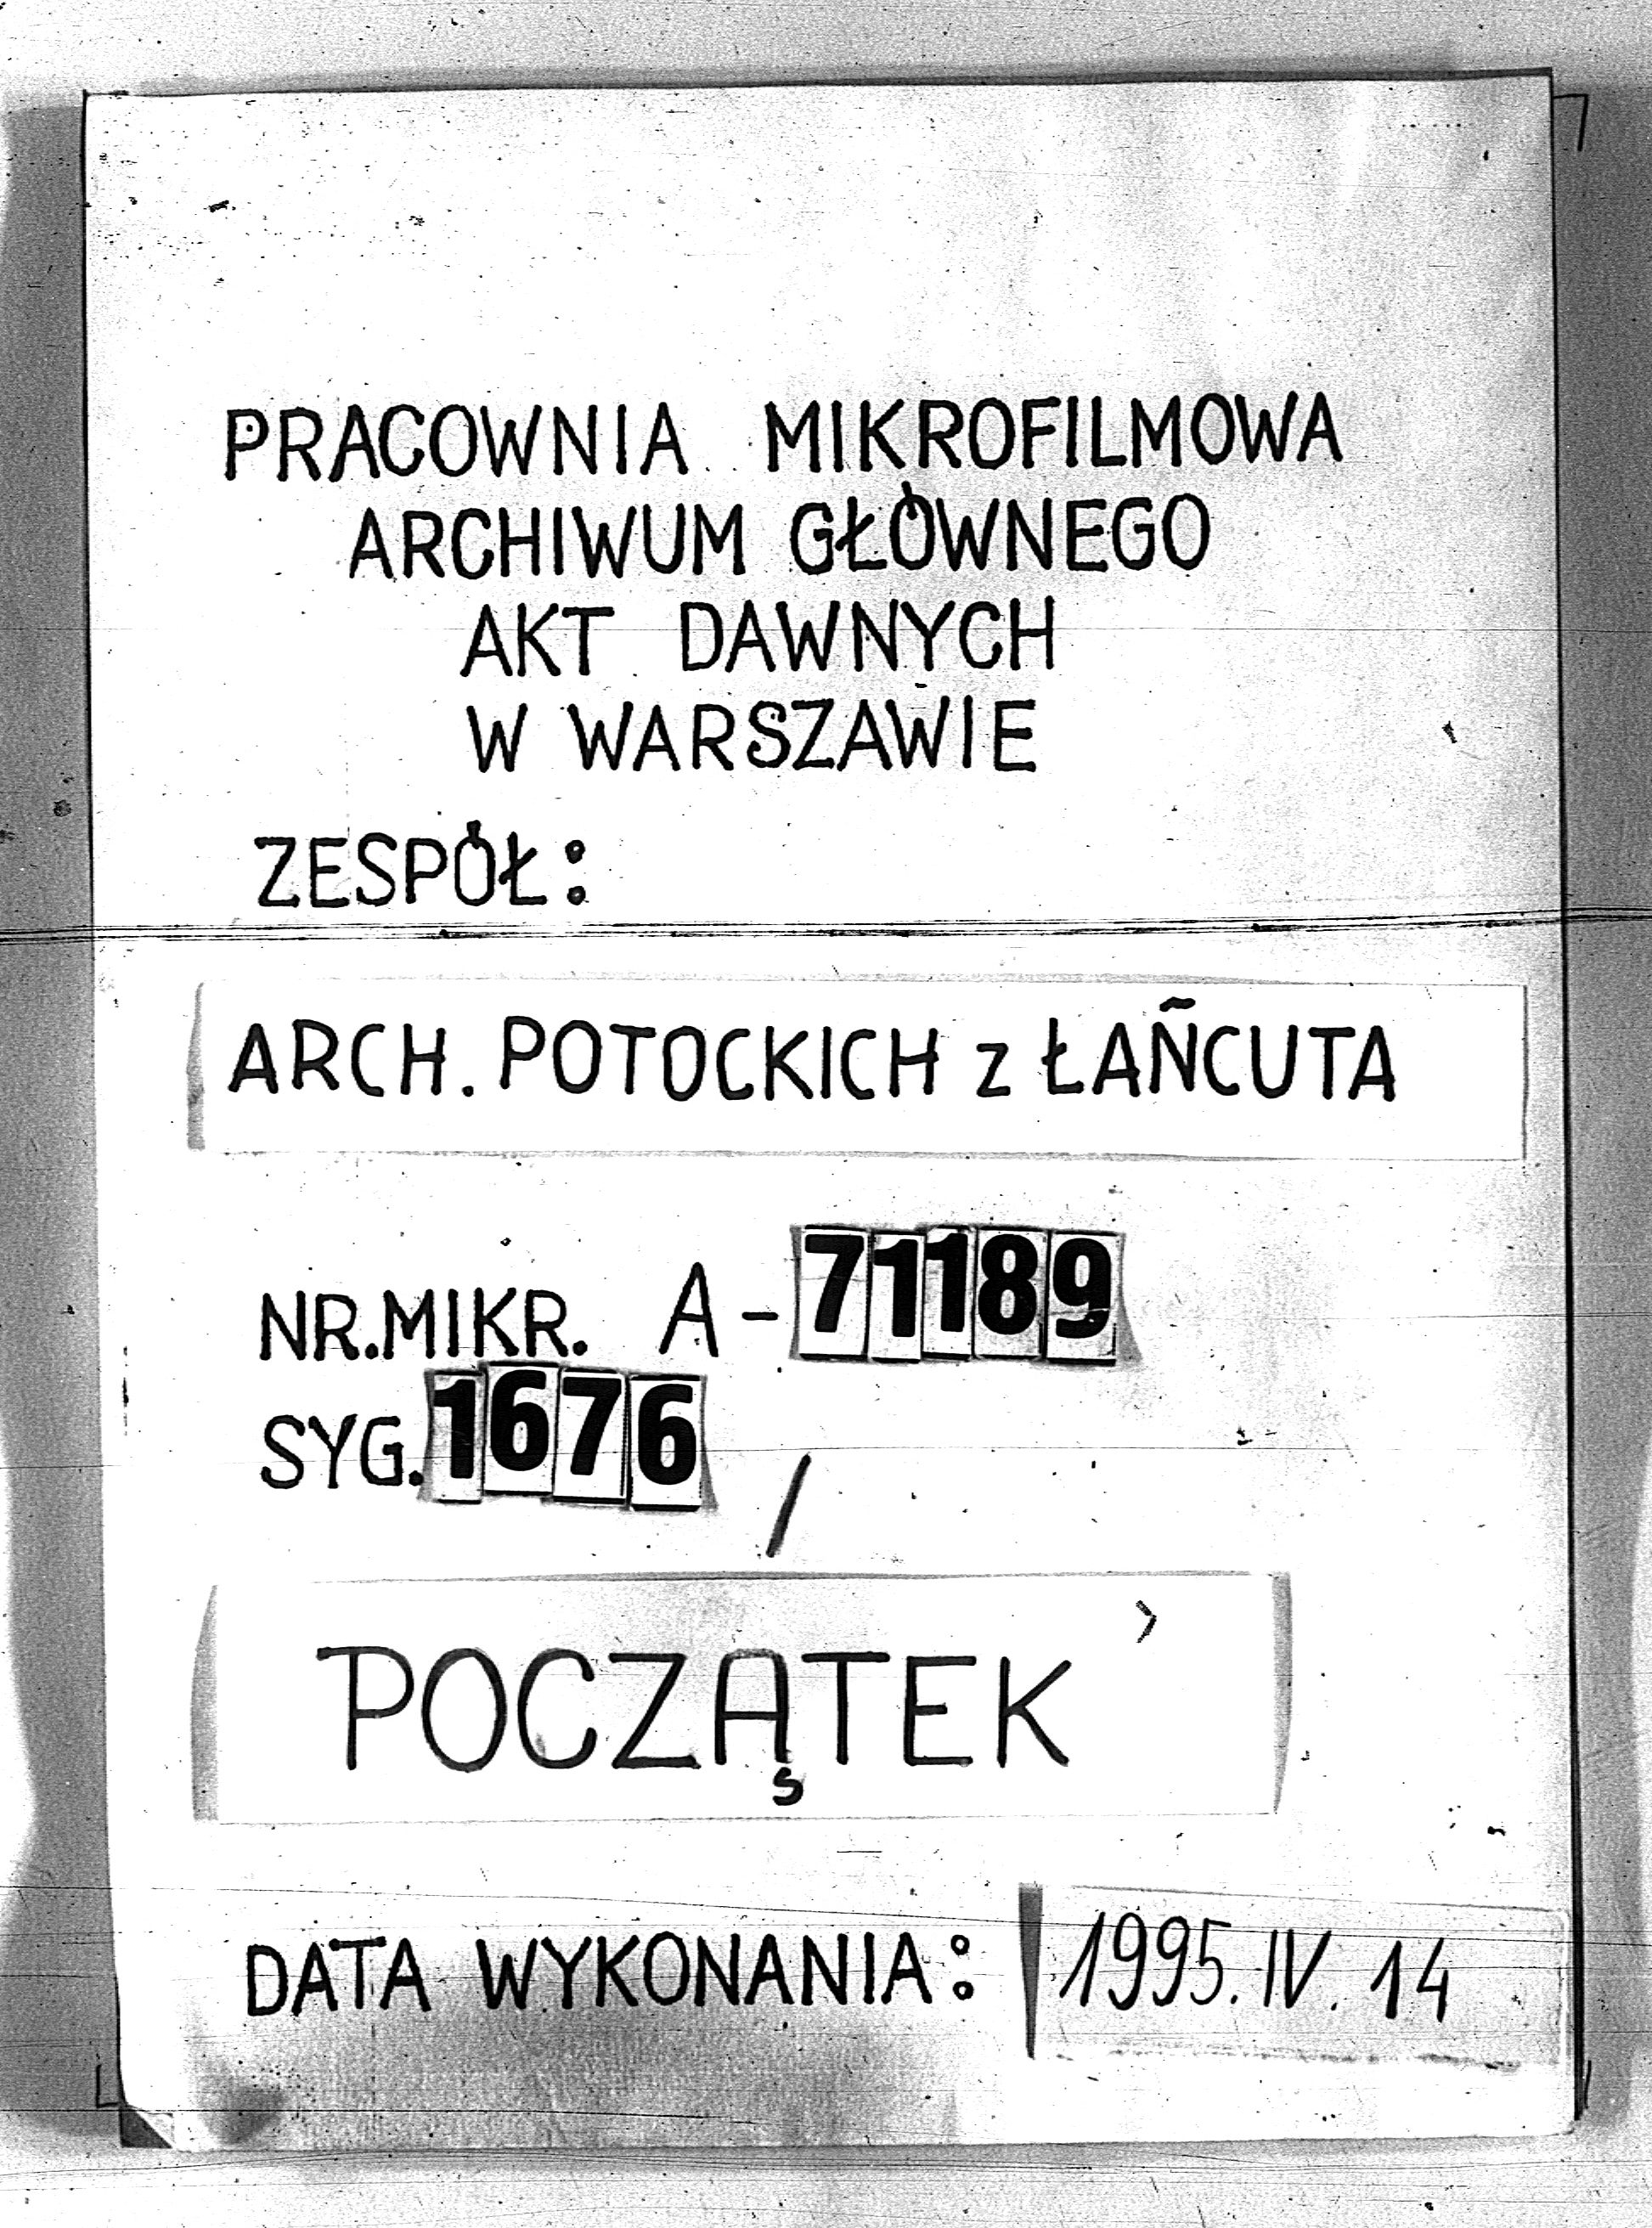 PRACOWNIA MIKROFILMOWA
ARCHIWUM GŁÓWNEGO
AKT DAWNYCH
W WARSZAWIE
ZESPÓŁ:
ARCH. POTOCKICH z ŁAŃCUTA
NR.MIKR. A-71189
SYG. 1676 /
POCZĄTEK
DATA WYKONANIA: 1995.IV.14